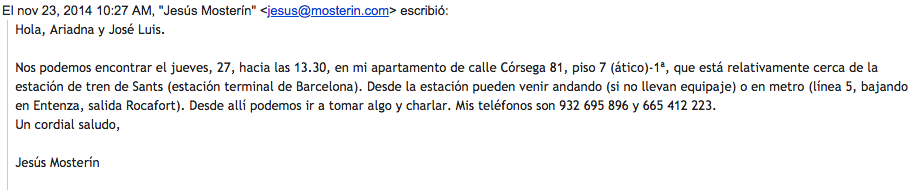 El nov 23, 2014 10:27 AM, "Jesús Mosterín" <jesus@mosterin.com> escribió:
Hola, Ariadna y José Luis.
Nos podemos encontrar el jueves, 27, hacia las 13.30, en mi apartamento de calle Córsega 81, piso 7 (ático)-1ª, que está relativamente cerca de la
estación de tren de Sants (estación terminal de Barcelona). Desde la estación pueden venir andando (si no llevan equipaje) o en metro (línea 5, bajando
en Entenza, salida Rocafort). Desde allí podemos ir a tomar algo y charlar. Mis teléfonos son 932 695 896 y 665 412 223.
Un cordial saludo,
Jesús Mosterín